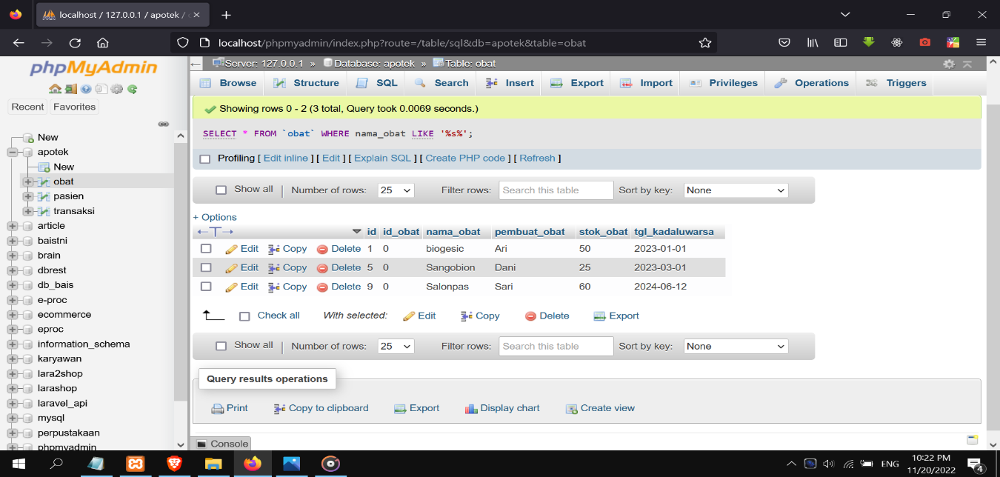 localhost / 127.0.0.1 / apotek /
localhost/phpmyadmin/index.php?route=/table/sql&db=apotek&table=obat
phpMyAdmin
Recent Favorites
New
apotek
New
obat
pasien
transaksi
article
baistni
brain
dbrest
db_bais
e-proc
ecommerce
eproc
information_schema
karyawan
lara2shop
larashop
laravel_api
mysql
perpustakaan
phpmyadmin
Server: 127.0.0.1 » Database: apotek » Table: obat
Browse Structure SQL Search Insert Export Import Privileges Operations Triggers
Showing rows 0 - 2 (3 total, Query took 0.0069 seconds.)
SELECT * FROM `obat` WHERE nama_obat LIKE '%s%';
Profiling [ Edit inline ] [ Edit ] [ Explain SQL ] [ Create PHP code ] [ Refresh ]
Show all | Number of rows: 25 Filter rows: Search this table Sort by key: None
+ Options
←T→ id id_obat nama_obat pembuat_obat stok_obat tgl_kadaluwarsa
Edit Copy Delete 1 0 biogesic Ari 50 2023-01-01
Edit Copy Delete 5 0 Sangobion Dani 25 2023-03-01
Edit Copy Delete 9 0 Salonpas Sari 60 2024-06-12
Check all With selected: Edit Copy Delete Export
Show all | Number of rows: 25 Filter rows: Search this table Sort by key: None
Query results operations
Print Copy to clipboard Export Display chart Create view
Console
ENG 10:22 PM
11/20/2022 4